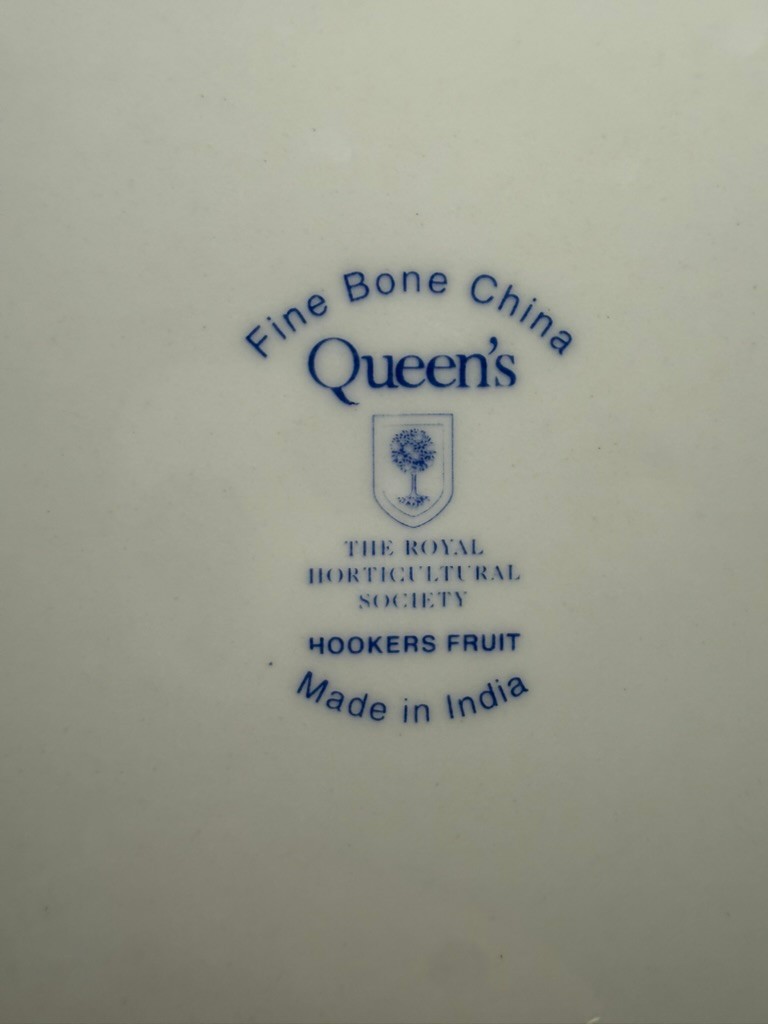 Fine Bone China
Queen's
THE ROYAL
HORTICULTURAL
SOCIETY
HOOKERS FRUIT
Made in India